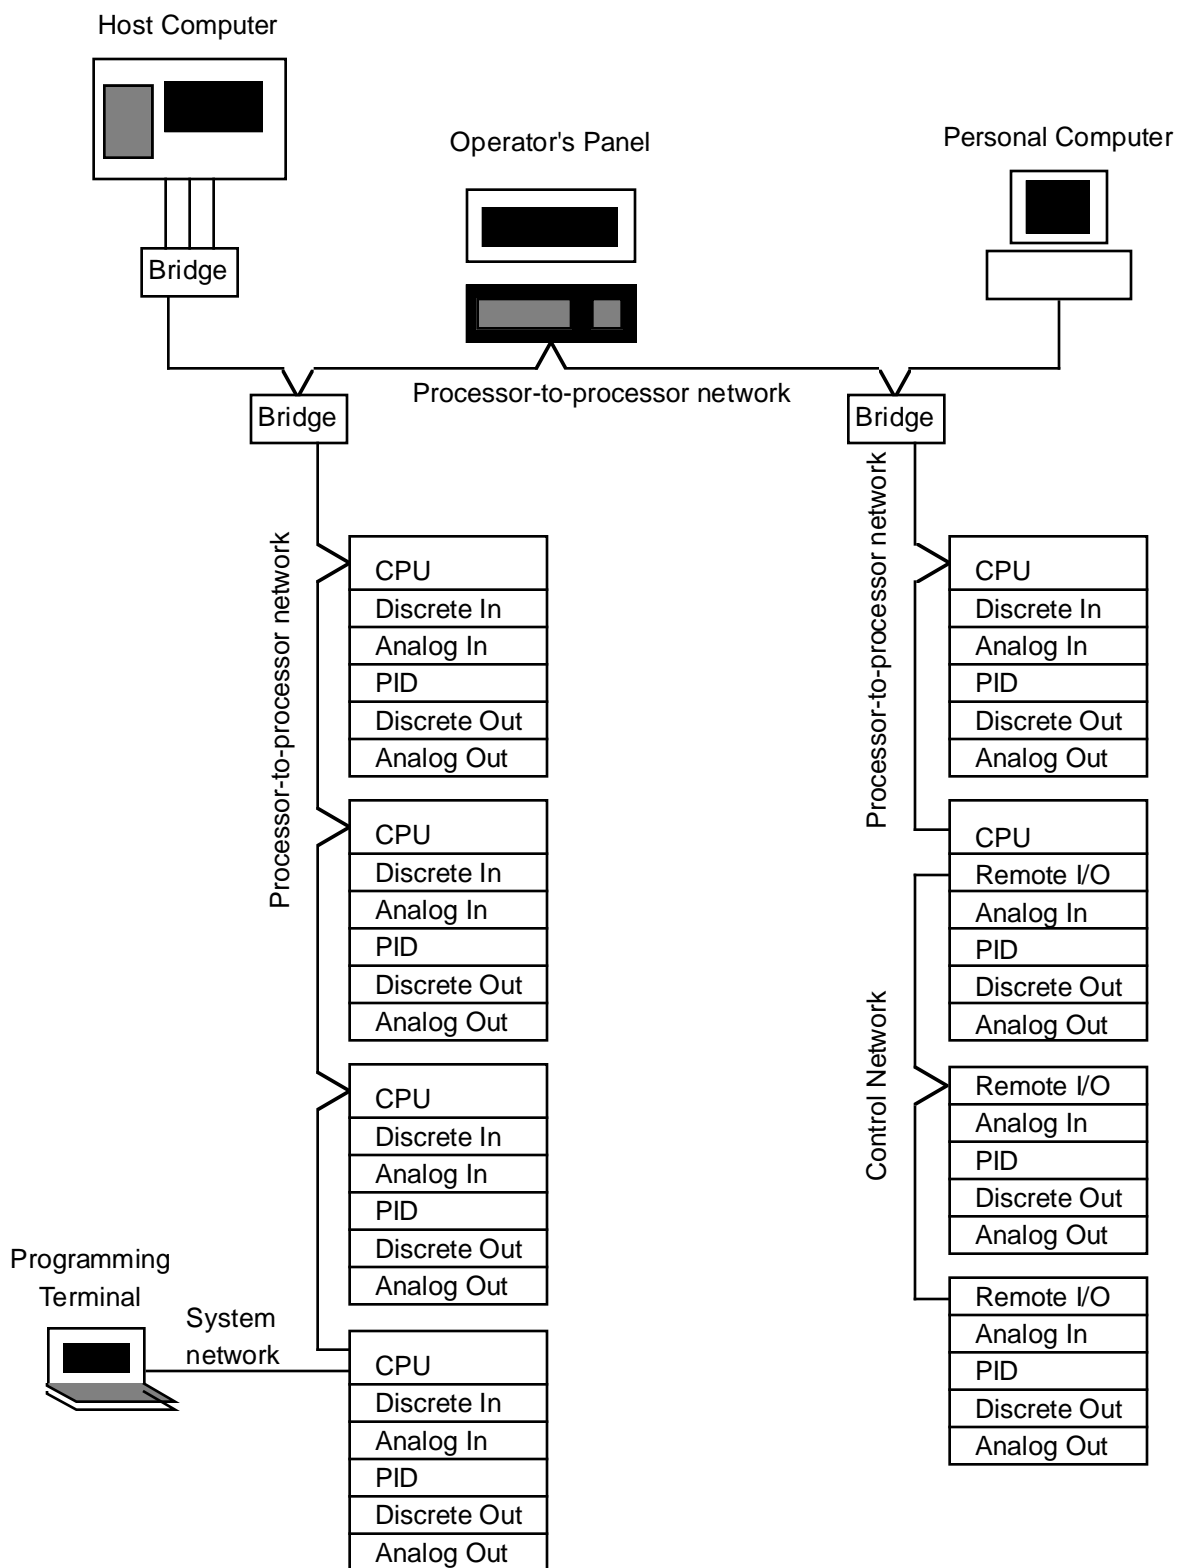 Host Computer
Operator's Panel
Personal Computer
Bridge
Processor-to-processor network
Bridge
Bridge
Processor-to-processor network
CPU
Discrete In
Analog In
PID
Discrete Out
Analog Out
CPU
Discrete In
Analog In
PID
Discrete Out
Analog Out
CPU
Discrete In
Analog In
PID
Discrete Out
Analog Out
Programming
Terminal
System
network
CPU
Discrete In
Analog In
PID
Discrete Out
Analog Out
Processor-to-processor network
CPU
Discrete In
Analog In
PID
Discrete Out
Analog Out
CPU
Remote I/O
Analog In
PID
Discrete Out
Analog Out
Control Network
Remote I/O
Analog In
PID
Discrete Out
Analog Out
Remote I/O
Analog In
PID
Discrete Out
Analog Out